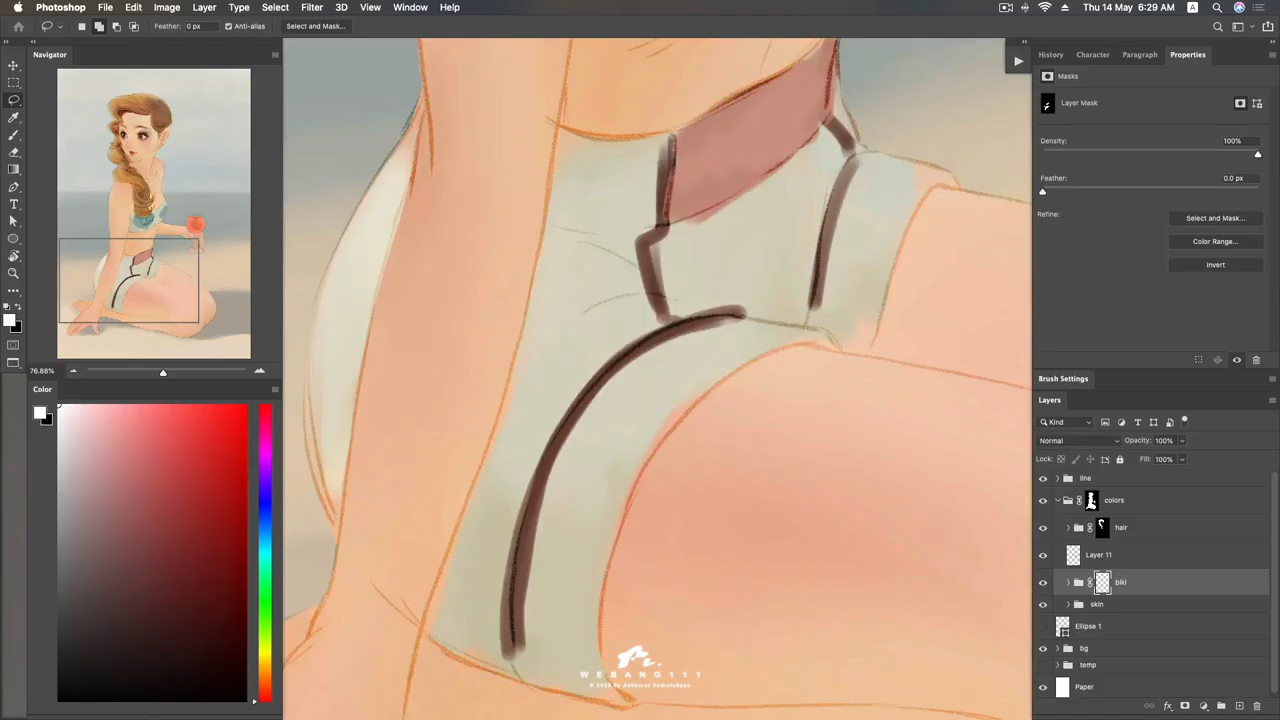 Photoshop File Edit Image Layer Type Select Filter 3D View Window Help
Thu 14 May 6:29 AM
Feather: 0 px Anti-alias Select and Mask...
Navigator
76.88%
Color
History Character Paragraph Properties
Masks
Layer Mask
Density: 100%
Feather: 0.0 px
Refine: Select and Mask...
Color Range...
Invert
Brush Settings
Layers
Kind
Normal Opacity: 100%
Lock: Fill: 100%
line
colors
hair
Layer 11
biki
skin
Ellipse 1
bg
temp
Paper
WEBANG111